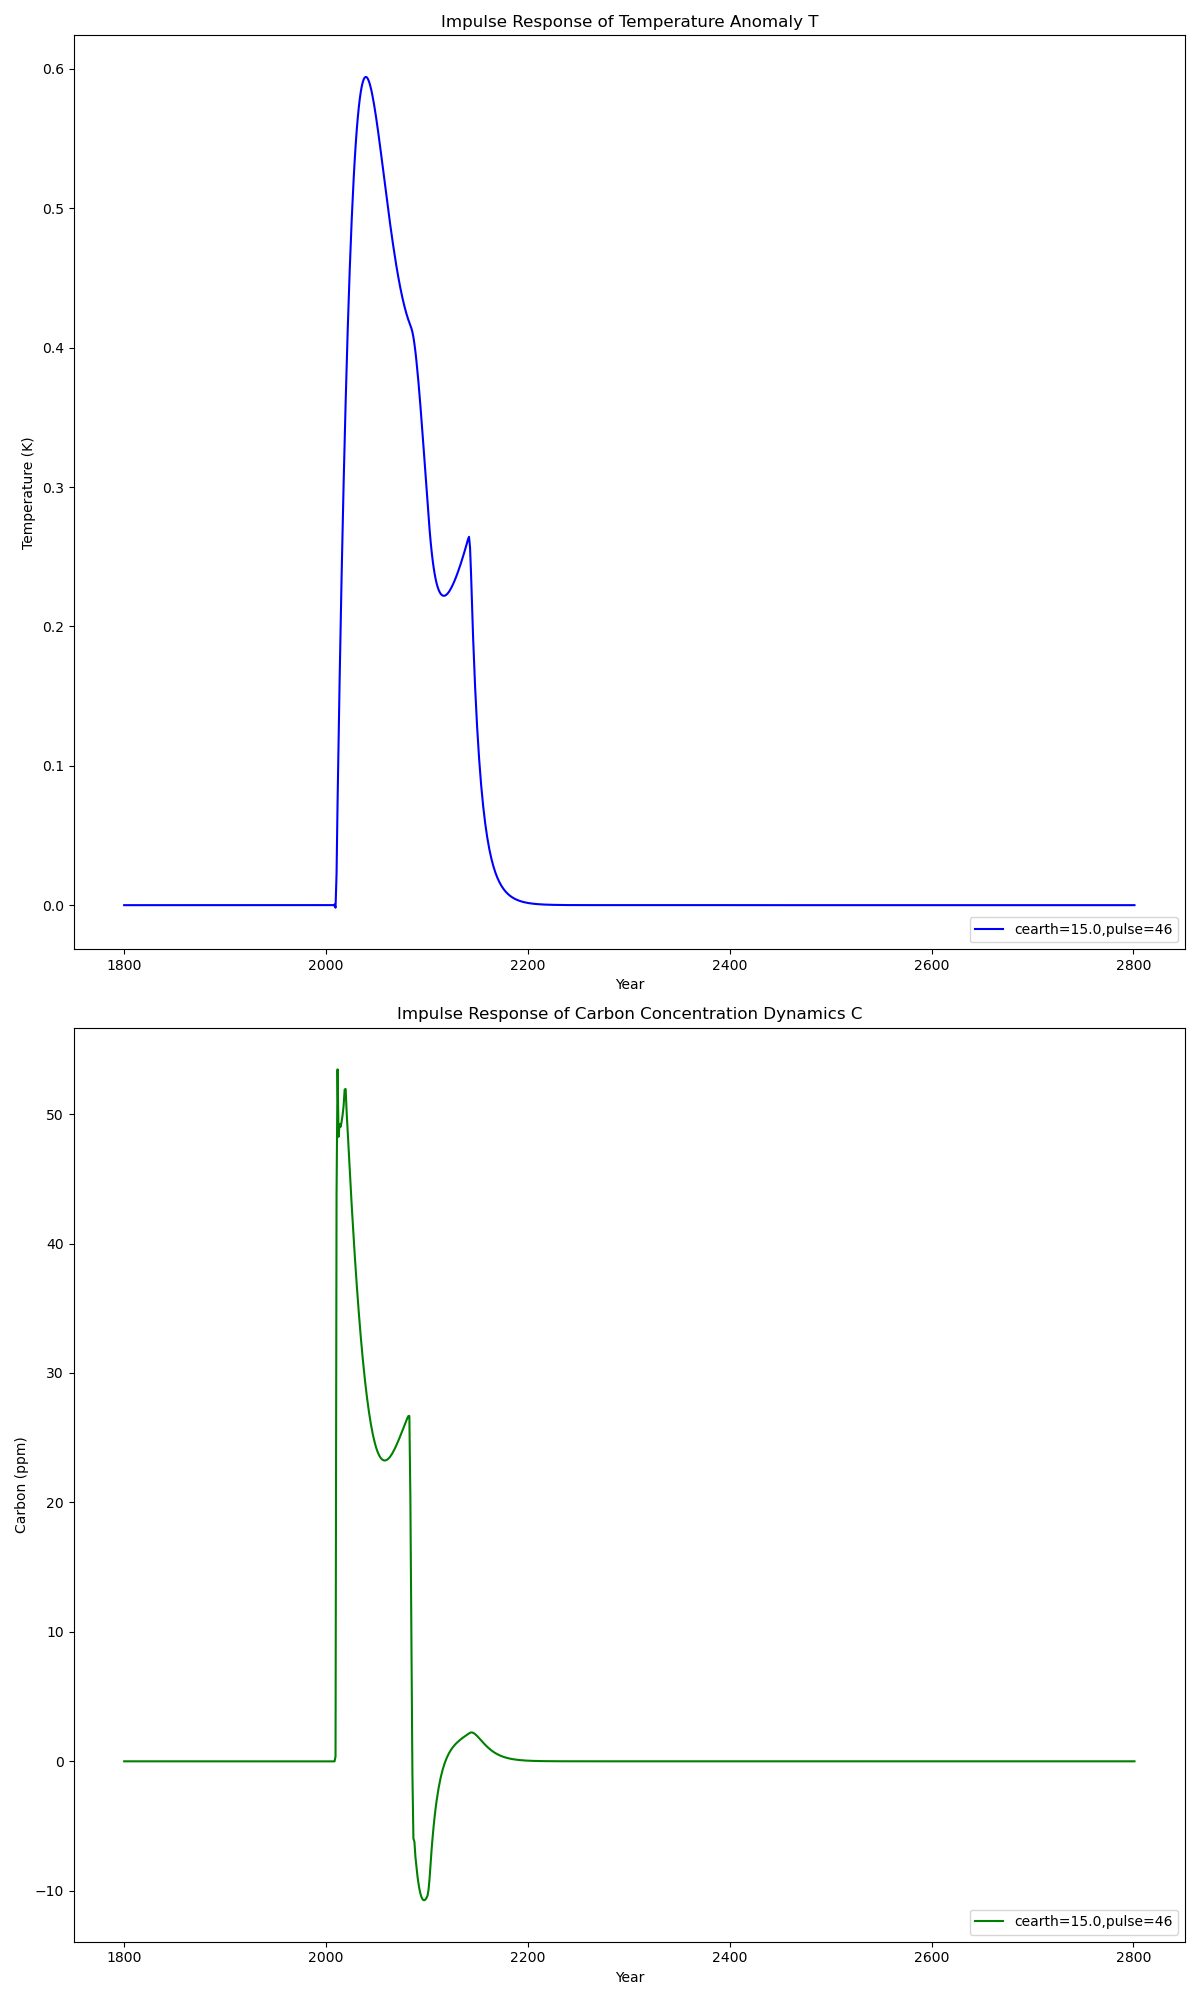 Impulse Response of Temperature Anomaly T
0.6
0.5
0.4
0.3
0.2
0.1
0.0
Temperature (K)
cearth=15.0,pulse=46
1800 2000 2200 2400 2600 2800
Year
Impulse Response of Carbon Concentration Dynamics C
50
40
30
20
10
0
−10
Carbon (ppm)
cearth=15.0,pulse=46
1800 2000 2200 2400 2600 2800
Year